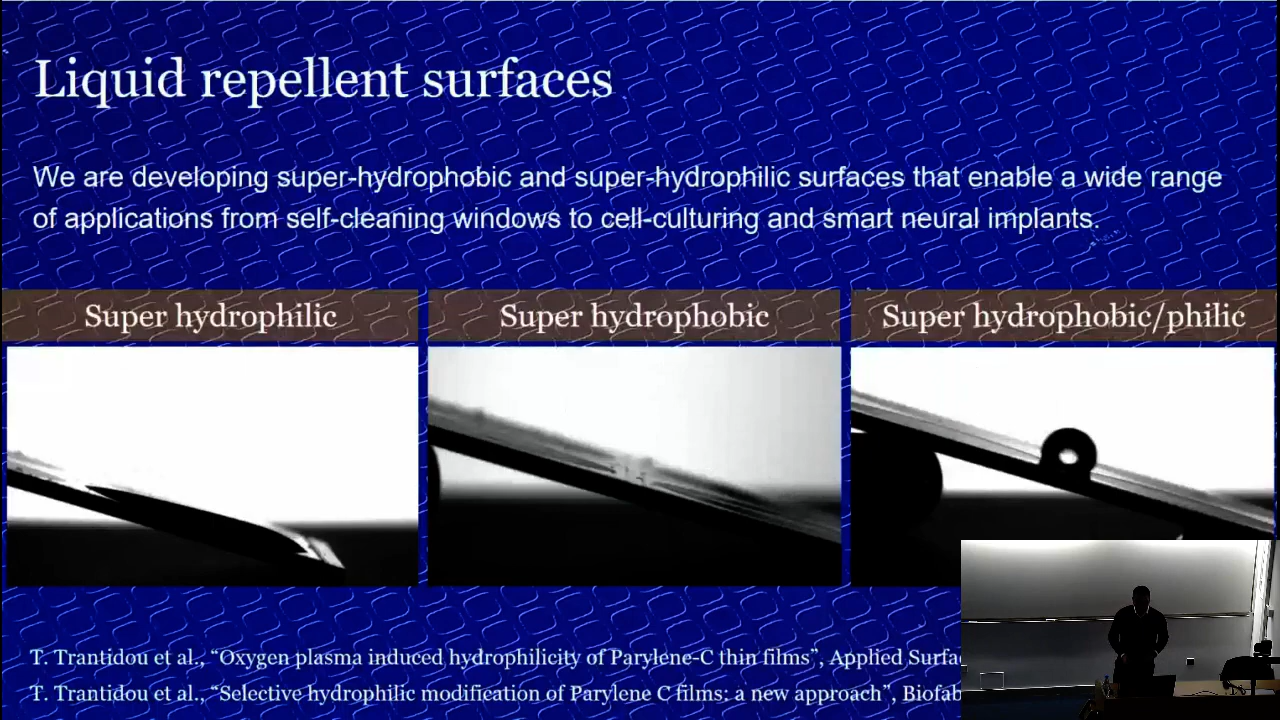 Liquid repellent surfaces
We are developing super-hydrophobic and super-hydrophilic surfaces that enable a wide range
of applications from self-cleaning windows to cell-culturing and smart neural implants.
Super hydrophilic
Super hydrophobic
Super hydrophobic/philic
T. Trantidou et al., “Oxygen plasma induced hydrophilicity of Parylene-C thin films”, Applied
T. Trantidou et al., “Selective hydrophilic modification of Parylene C films: a new approach”,